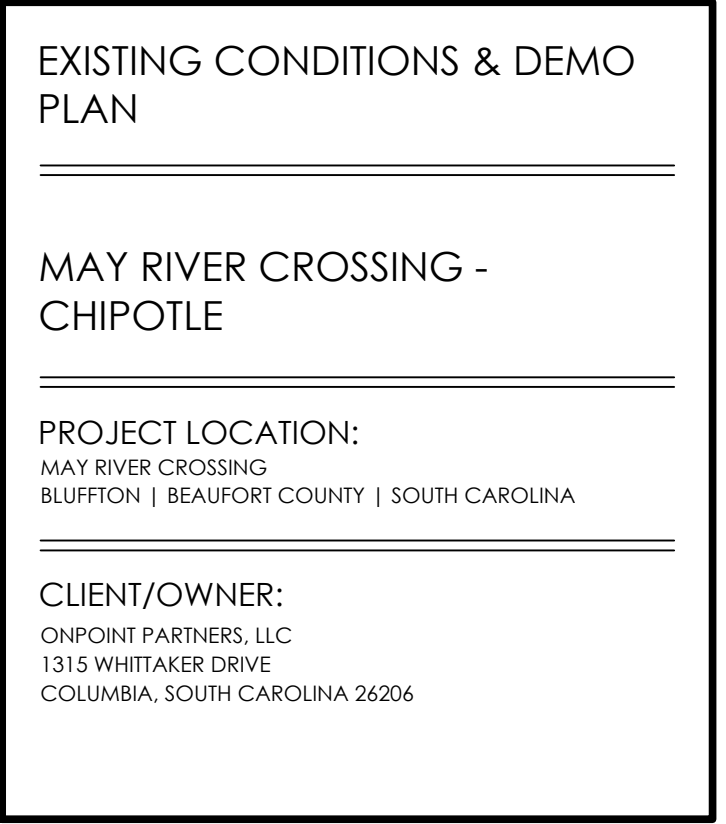 EXISTING CONDITIONS & DEMO
PLAN
MAY RIVER CROSSING -
CHIPOTLE
PROJECT LOCATION:
MAY RIVER CROSSING
BLUFFTON | BEAUFORT COUNTY | SOUTH CAROLINA
CLIENT/OWNER:
ONPOINT PARTNERS, LLC
1315 WHITTAKER DRIVE
COLUMBIA, SOUTH CAROLINA 26206